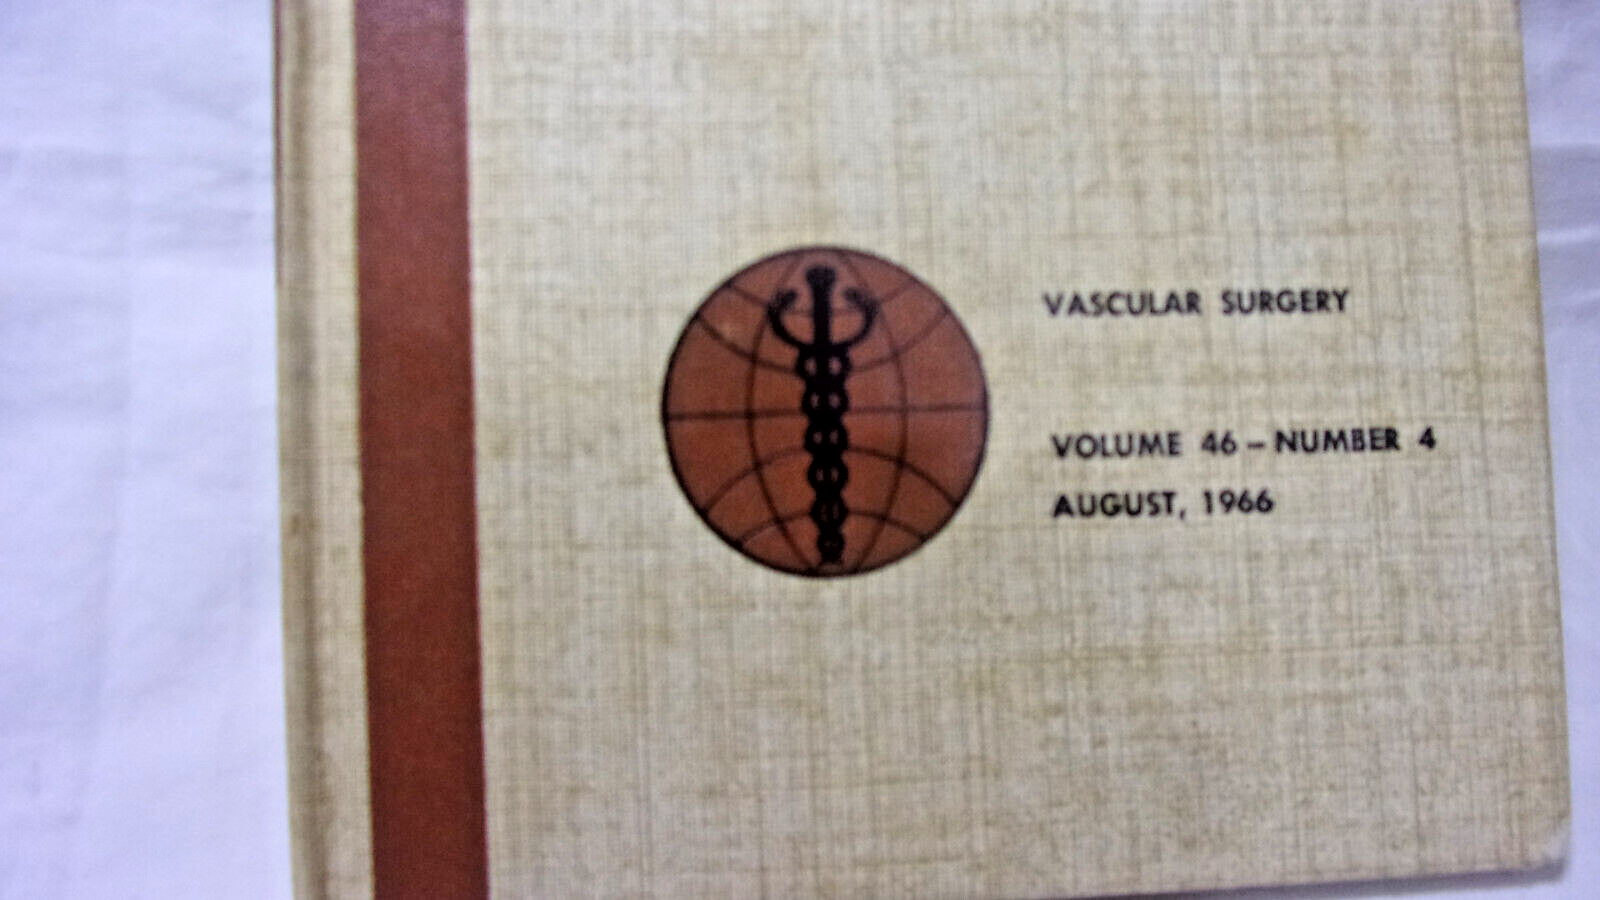 VASCULAR SURGERY
VOLUME 46 – NUMBER 4
AUGUST, 1966